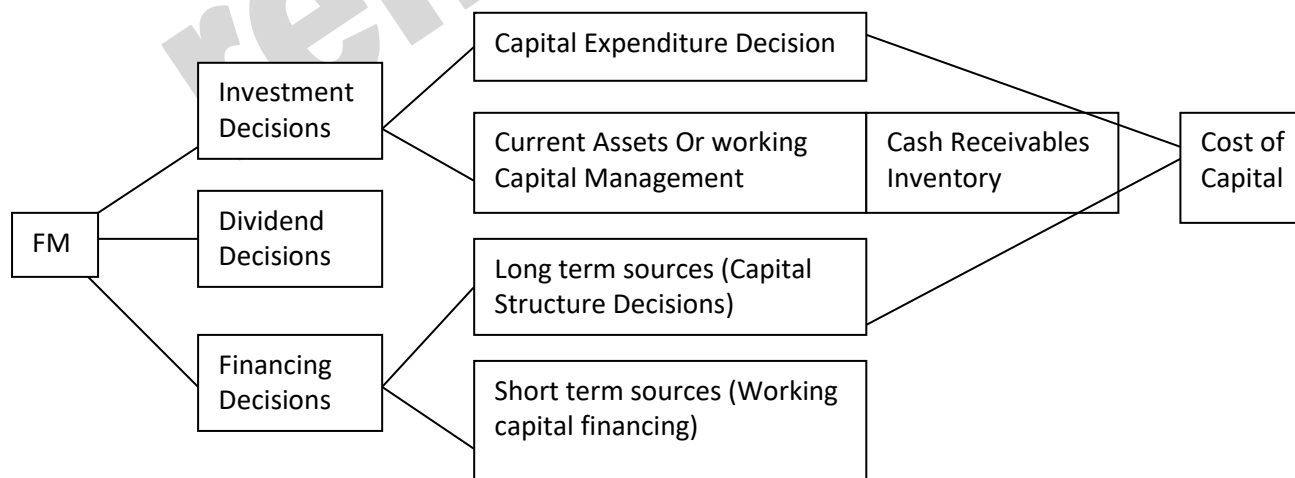 Capital Expenditure Decision
Investment
Decisions
Current Assets Or working
Capital Management
Cash Receivables
Inventory
Cost of
Capital
FM
Dividend
Decisions
Long term sources (Capital
Structure Decisions)
Financing
Decisions
Short term sources (Working
capital financing)